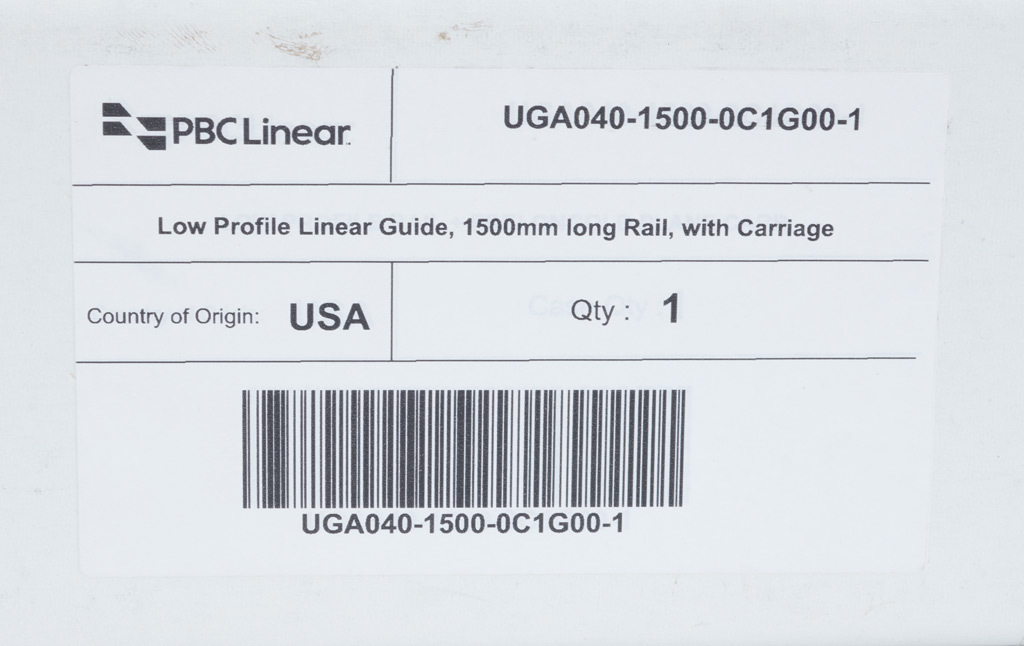 PBC Linear™
UGA040-1500-0C1G00-1
Low Profile Linear Guide, 1500mm long Rail, with Carriage
Country of Origin: USA
Qty : 1
UGA040-1500-0C1G00-1